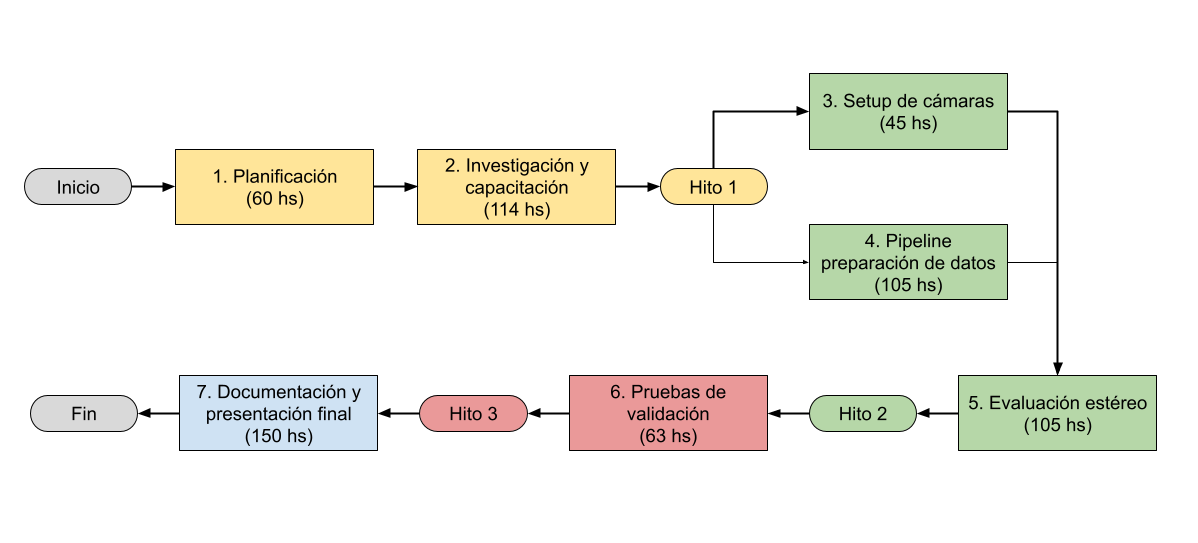 Inicio
1. Planificación
(60 hs)
2. Investigación y
capacitación
(114 hs)
Hito 1
3. Setup de cámaras
(45 hs)
4. Pipeline
preparación de datos
(105 hs)
5. Evaluación estéreo
(105 hs)
Hito 2
6. Pruebas de
validación
(63 hs)
Hito 3
7. Documentación y
presentación final
(150 hs)
Fin